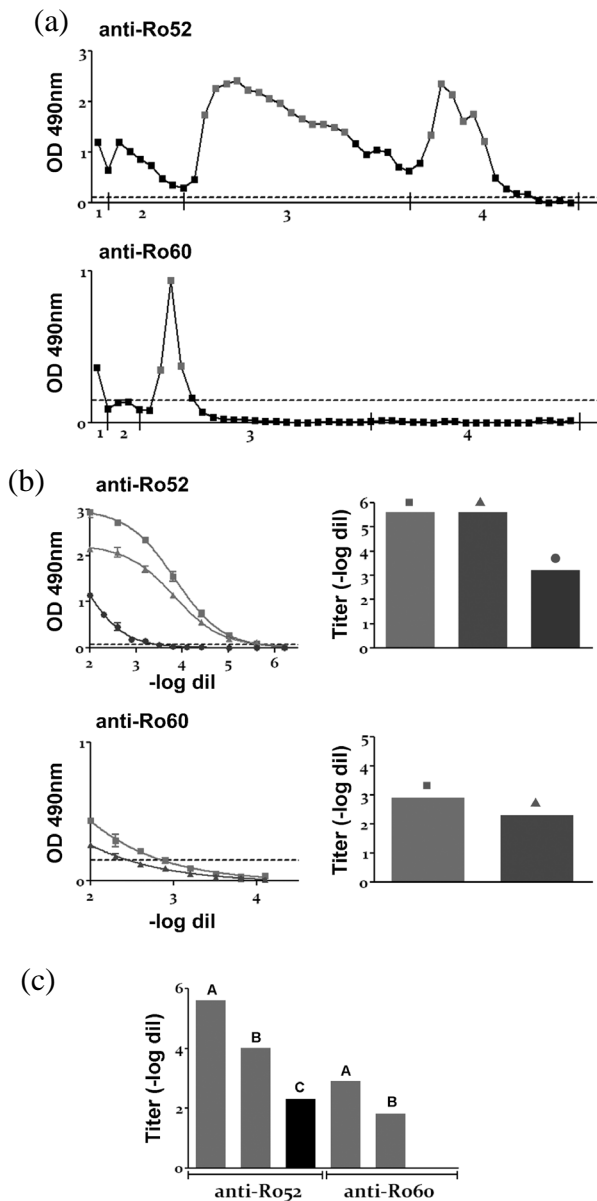 (a)
anti-Ro52
OD 490nm
3
2
1
0
1 2 3 4
anti-Ro60
OD 490nm
1
0
1 2 3 4
(b)
anti-Ro52
OD 490nm
3
2
1
0
2 3 4 5 6
-log dil
Titer (-log dil)
6
5
4
3
2
1
0
anti-Ro60
OD 490nm
1
0
2 3 4
-log dil
Titer (-log dil)
5
4
3
2
1
0
(c)
Titer (-log dil)
6
4
2
0
A B C A B
anti-Ro52 anti-Ro60